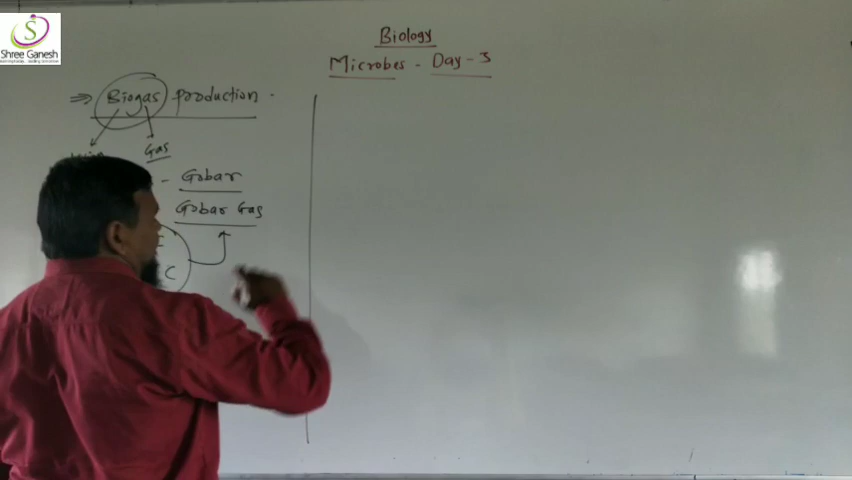 S
Shree Ganesh
Biology
Microbes - Day - 3
⇒ Biogas production.
Gas
- Gobar
Gobar Gas
C